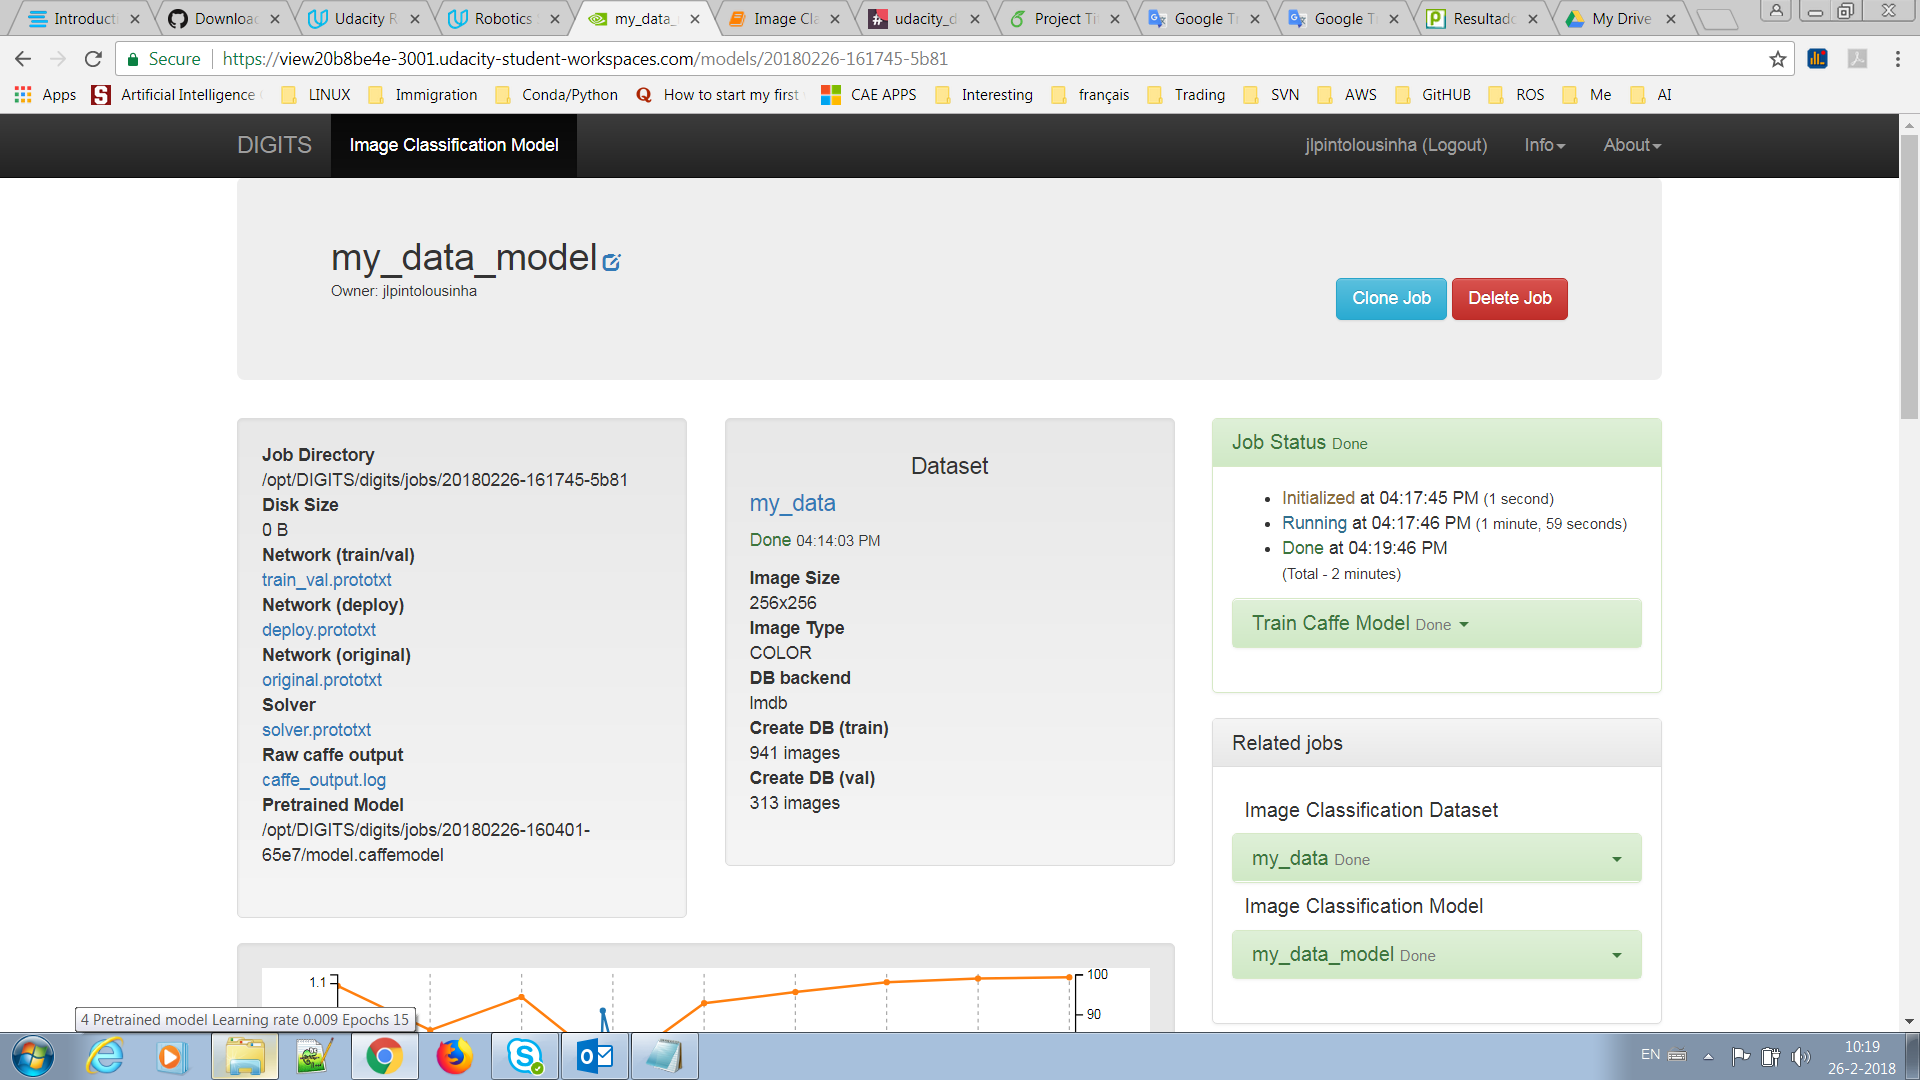 Introducti
Downloac
Udacity R
Robotics
my_data_
Image Cla
udacity_d
Project Ti
Google Tr
Google Tr
Resultado
My Drive
Secure
https://view20b8be4e-3001.udacity-student-workspaces.com/models/20180226-161745-5b81
Apps
Artificial Intelligence
LINUX
Immigration
Conda/Python
How to start my first
CAE APPS
Interesting
français
Trading
SVN
AWS
GitHUB
ROS
Me
AI
DIGITS
Image Classification Model
jlpintolousinha (Logout)
Info
About
my_data_model
Owner: jlpintolousinha
Clone Job
Delete Job
Job Directory
/opt/DIGITS/digits/jobs/20180226-161745-5b81
Disk Size
0 B
Network (train/val)
train_val.prototxt
Network (deploy)
deploy.prototxt
Network (original)
original.prototxt
Solver
solver.prototxt
Raw caffe output
caffe_output.log
Pretrained Model
/opt/DIGITS/digits/jobs/20180226-160401-
65e7/model.caffemodel
Dataset
my_data
Done 04:14:03 PM
Image Size
256x256
Image Type
COLOR
DB backend
lmdb
Create DB (train)
941 images
Create DB (val)
313 images
Job Status Done
Initialized at 04:17:45 PM (1 second)
Running at 04:17:46 PM (1 minute, 59 seconds)
Done at 04:19:46 PM
(Total - 2 minutes)
Train Caffe Model Done
Related jobs
Image Classification Dataset
my_data Done
Image Classification Model
my_data_model Done
1.1
100
90
4 Pretrained model Learning rate 0.009 Epochs 15
EN
10:19
26-2-2018